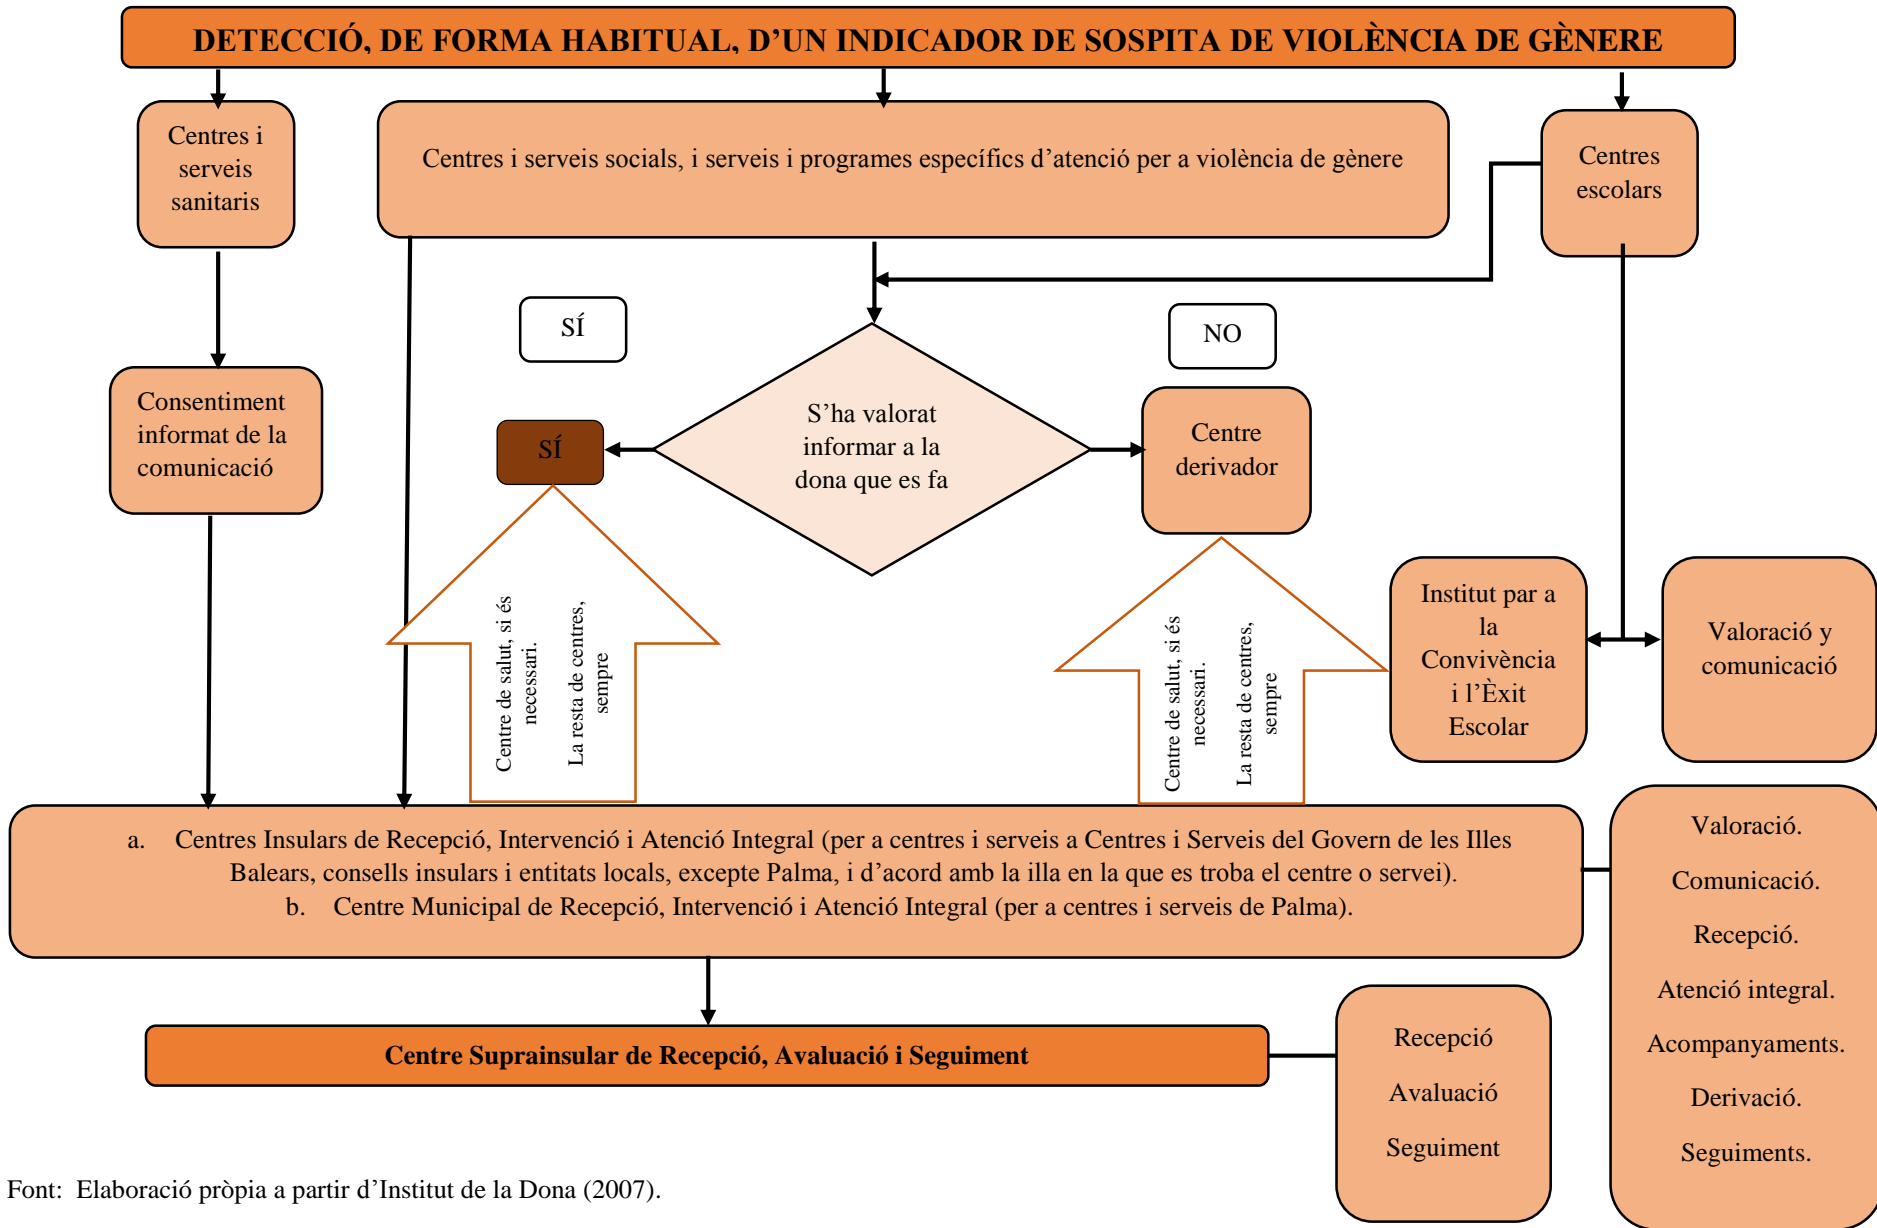 DETECCIÓ, DE FORMA HABITUAL, D’UN INDICADOR DE SOSPITA DE VIOLÈNCIA DE GÈNERE
Centres i
serveis
sanitaris
Centres i serveis socials, i serveis i programes específics d’atenció per a violència de gènere
Centres
escolars
SÍ
NO
Consentiment
informat de la
comunicació
SÍ
S’ha valorat
informar a la
dona que es fa
Centre
derivador
Centre de salut, si és
necessari.
La resta de centres,
sempre
Centre de salut, si és
necessari.
La resta de centres,
sempre
Institut par a
la
Convivència
i l’Èxit
Escolar
Valoració y
comunicació
a. Centres Insulars de Recepció, Intervenció i Atenció Integral (per a centres i serveis a Centres i Serveis del Govern de les Illes
Balears, consells insulars i entitats locals, excepte Palma, i d’acord amb la illa en la que es troba el centre o servei).
b. Centre Municipal de Recepció, Intervenció i Atenció Integral (per a centres i serveis de Palma).
Valoració.
Comunicació.
Recepció.
Atenció integral.
Acompanyaments.
Derivació.
Seguiments.
Centre Suprainsular de Recepció, Avaluació i Seguiment
Recepció
Avaluació
Seguiment
Font: Elaboració pròpia a partir d’Institut de la Dona (2007).